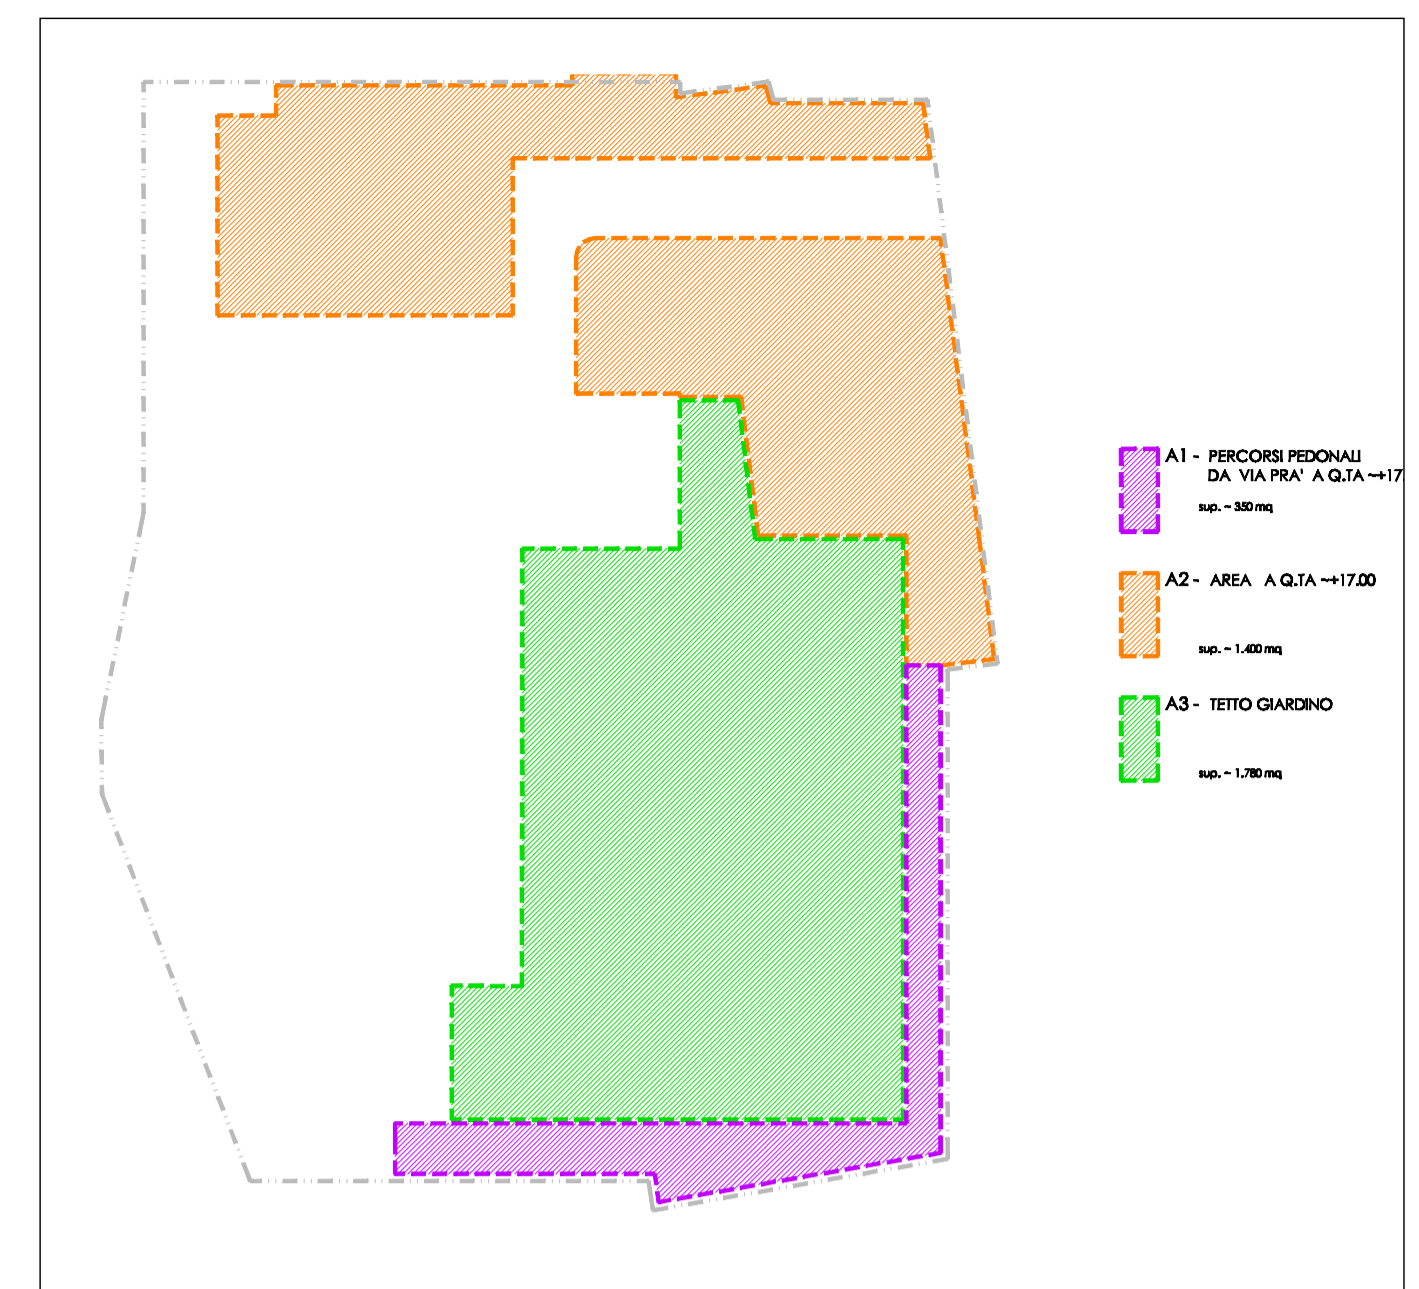 A1 - PERCORSI PEDONALI
DA VIA PRA' A Q.TA ~+17
sup. ~ 350 mq
A2 - AREA A Q.TA ~+17.00
sup. ~ 1.400 mq
A3 - TETTO GIARDINO
sup. ~ 1.780 mq